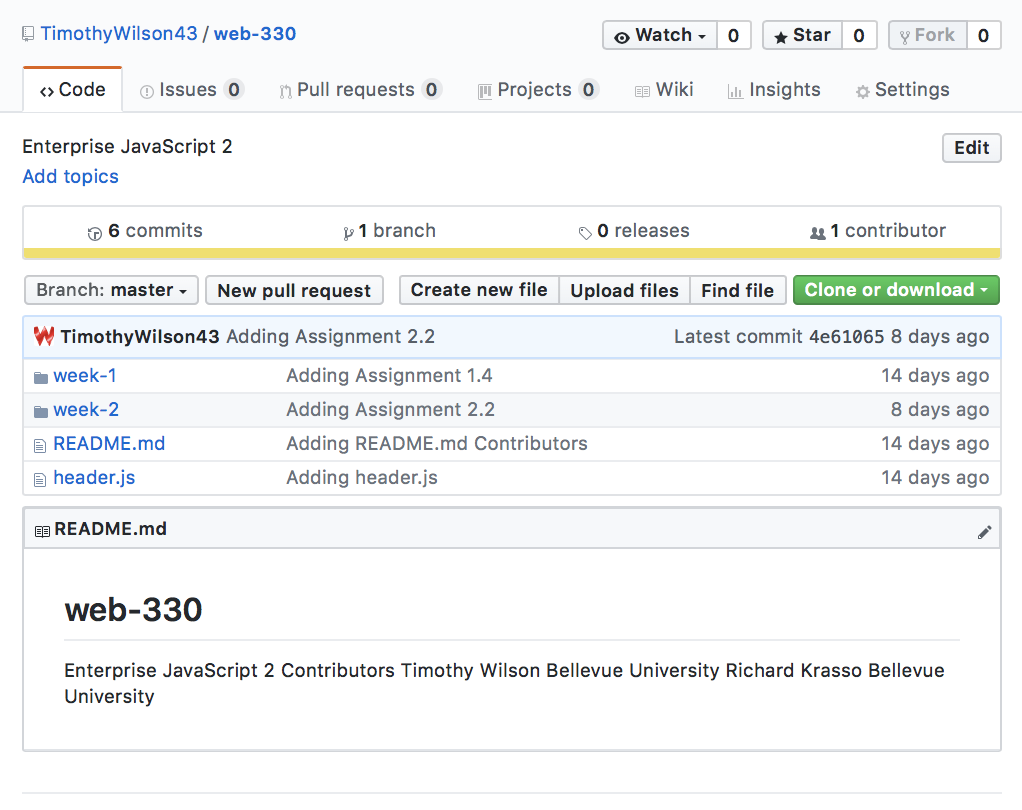 TimothyWilson43 / web-330 Watch 0 Star 0 Fork 0
Code Issues 0 Pull requests 0 Projects 0 Wiki Insights Settings
Enterprise JavaScript 2 Edit
Add topics
6 commits 1 branch 0 releases 1 contributor
Branch: master New pull request Create new file Upload files Find file Clone or download
TimothyWilson43 Adding Assignment 2.2 Latest commit 4e61065 8 days ago
week-1 Adding Assignment 1.4 14 days ago
week-2 Adding Assignment 2.2 8 days ago
README.md Adding README.md Contributors 14 days ago
header.js Adding header.js 14 days ago
README.md
web-330
Enterprise JavaScript 2 Contributors Timothy Wilson Bellevue University Richard Krasso Bellevue
University